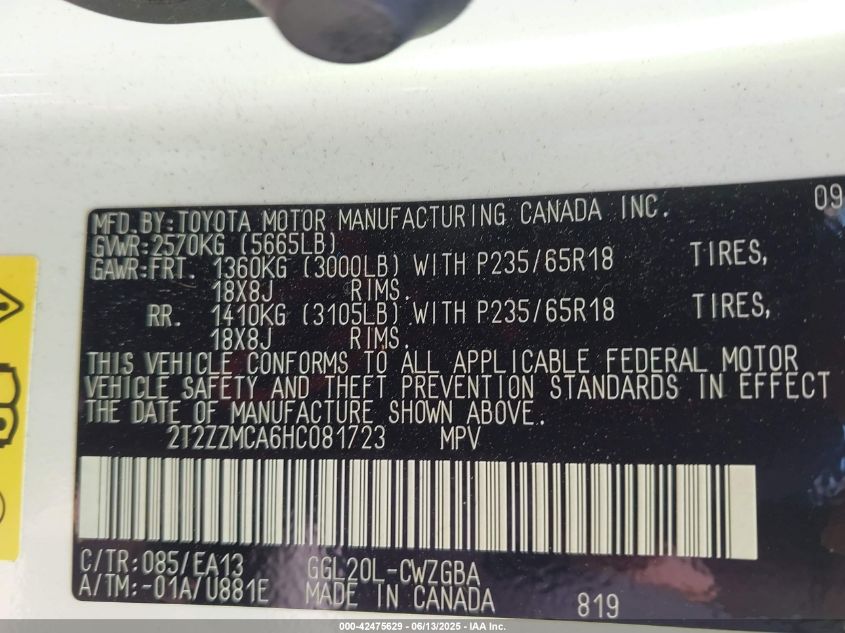 MFD.BY:TOYOTA MOTOR MANUFACTURING CANADA INC. 09
GVWR:2570KG (5665LB)
GAWR:FRT. 1360KG (3000LB) WITH P235/65R18 TIRES,
18X8J RIMS.
RR. 1410KG (3105LB) WITH P235/65R18 TIRES,
18X8J RIMS.
THIS VEHICLE CONFORMS TO ALL APPLICABLE FEDERAL MOTOR
VEHICLE SAFETY AND THEFT PREVENTION STANDARDS IN EFFECT
THE DATE OF MANUFACTURE SHOWN ABOVE.
2T2ZZMCA6HC081723 MPV
C/TR:085/EA13 GGL20L-CWZGBA
A/TM:-01A/U881E MADE IN CANADA 819
000-42475629 - 06/13/2025 - IAA Inc.